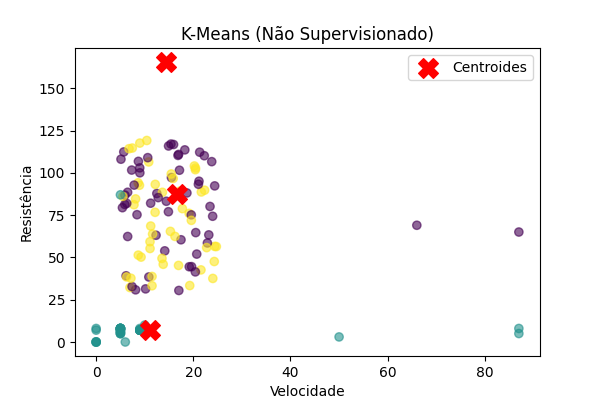 K-Means (Não Supervisionado)
Centroides
Resistência
150
125
100
75
50
25
0
0 20 40 60 80
Velocidade